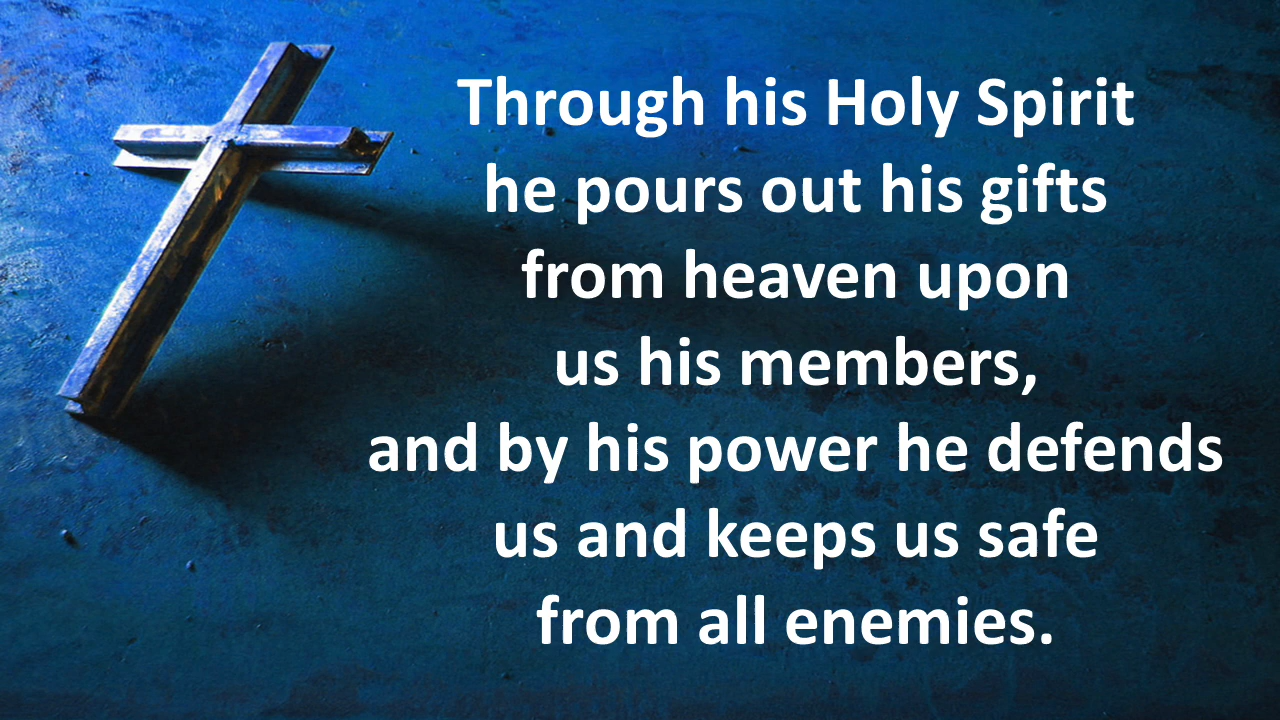 Through his Holy Spirit
he pours out his gifts
from heaven upon
us his members,
and by his power he defends
us and keeps us safe
from all enemies.